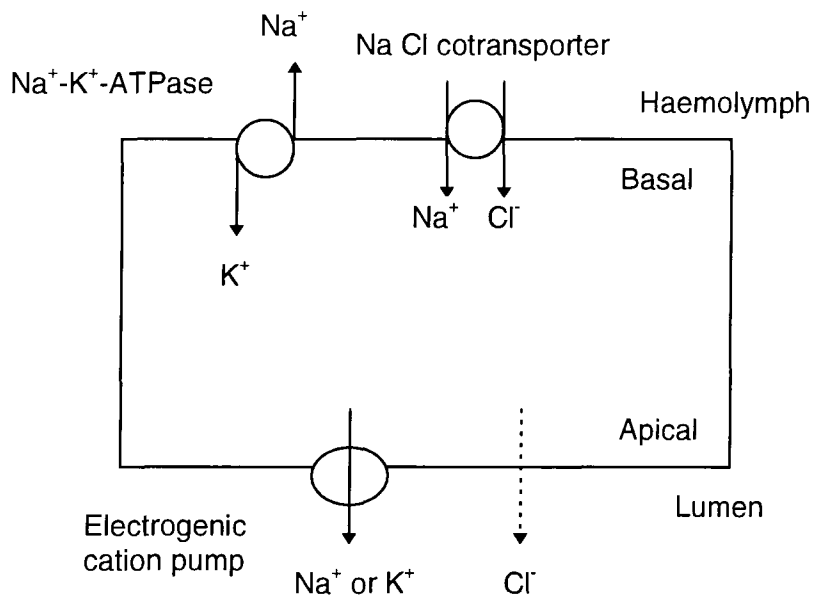 Na⁺
Na Cl cotransporter
Na⁺-K⁺-ATPase
Haemolymph
Basal
Na⁺ Cl⁻
K⁺
Apical
Lumen
Electrogenic
cation pump
Na⁺ or K⁺
Cl⁻